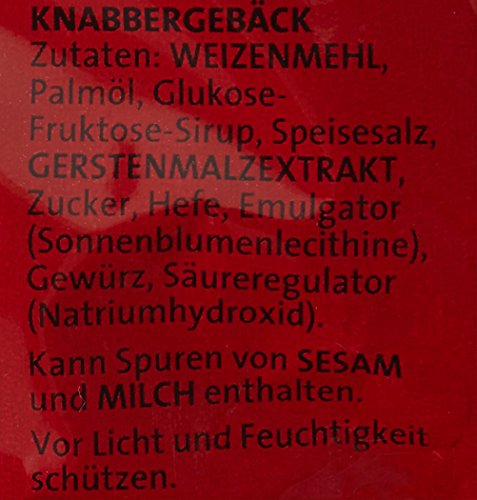 KNABBERGEBÄCK
Zutaten: WEIZENMEHL,
Palmöl, Glukose-
Fruktose-Sirup, Speisesalz,
GERSTENMALZEXTRAKT,
Zucker, Hefe, Emulgator
(Sonnenblumenlecithine),
Gewürz, Säureregulator
(Natriumhydroxid).
Kann Spuren von SESAM
und MILCH enthalten.
Vor Licht und Feuchtigkeit
schützen.